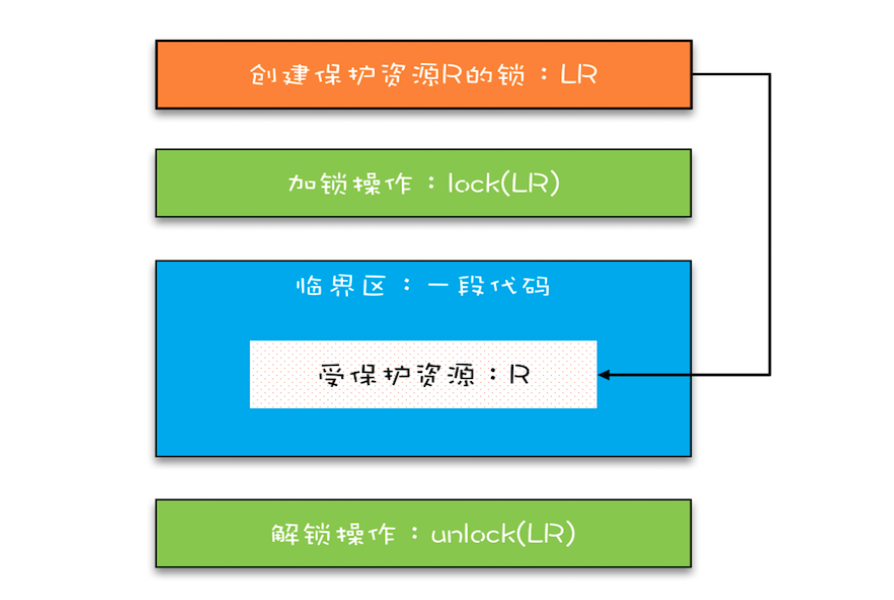 创建保护资源R的锁：LR
加锁操作：lock(LR)
临界区：一段代码
受保护资源：R
解锁操作：unlock(LR)